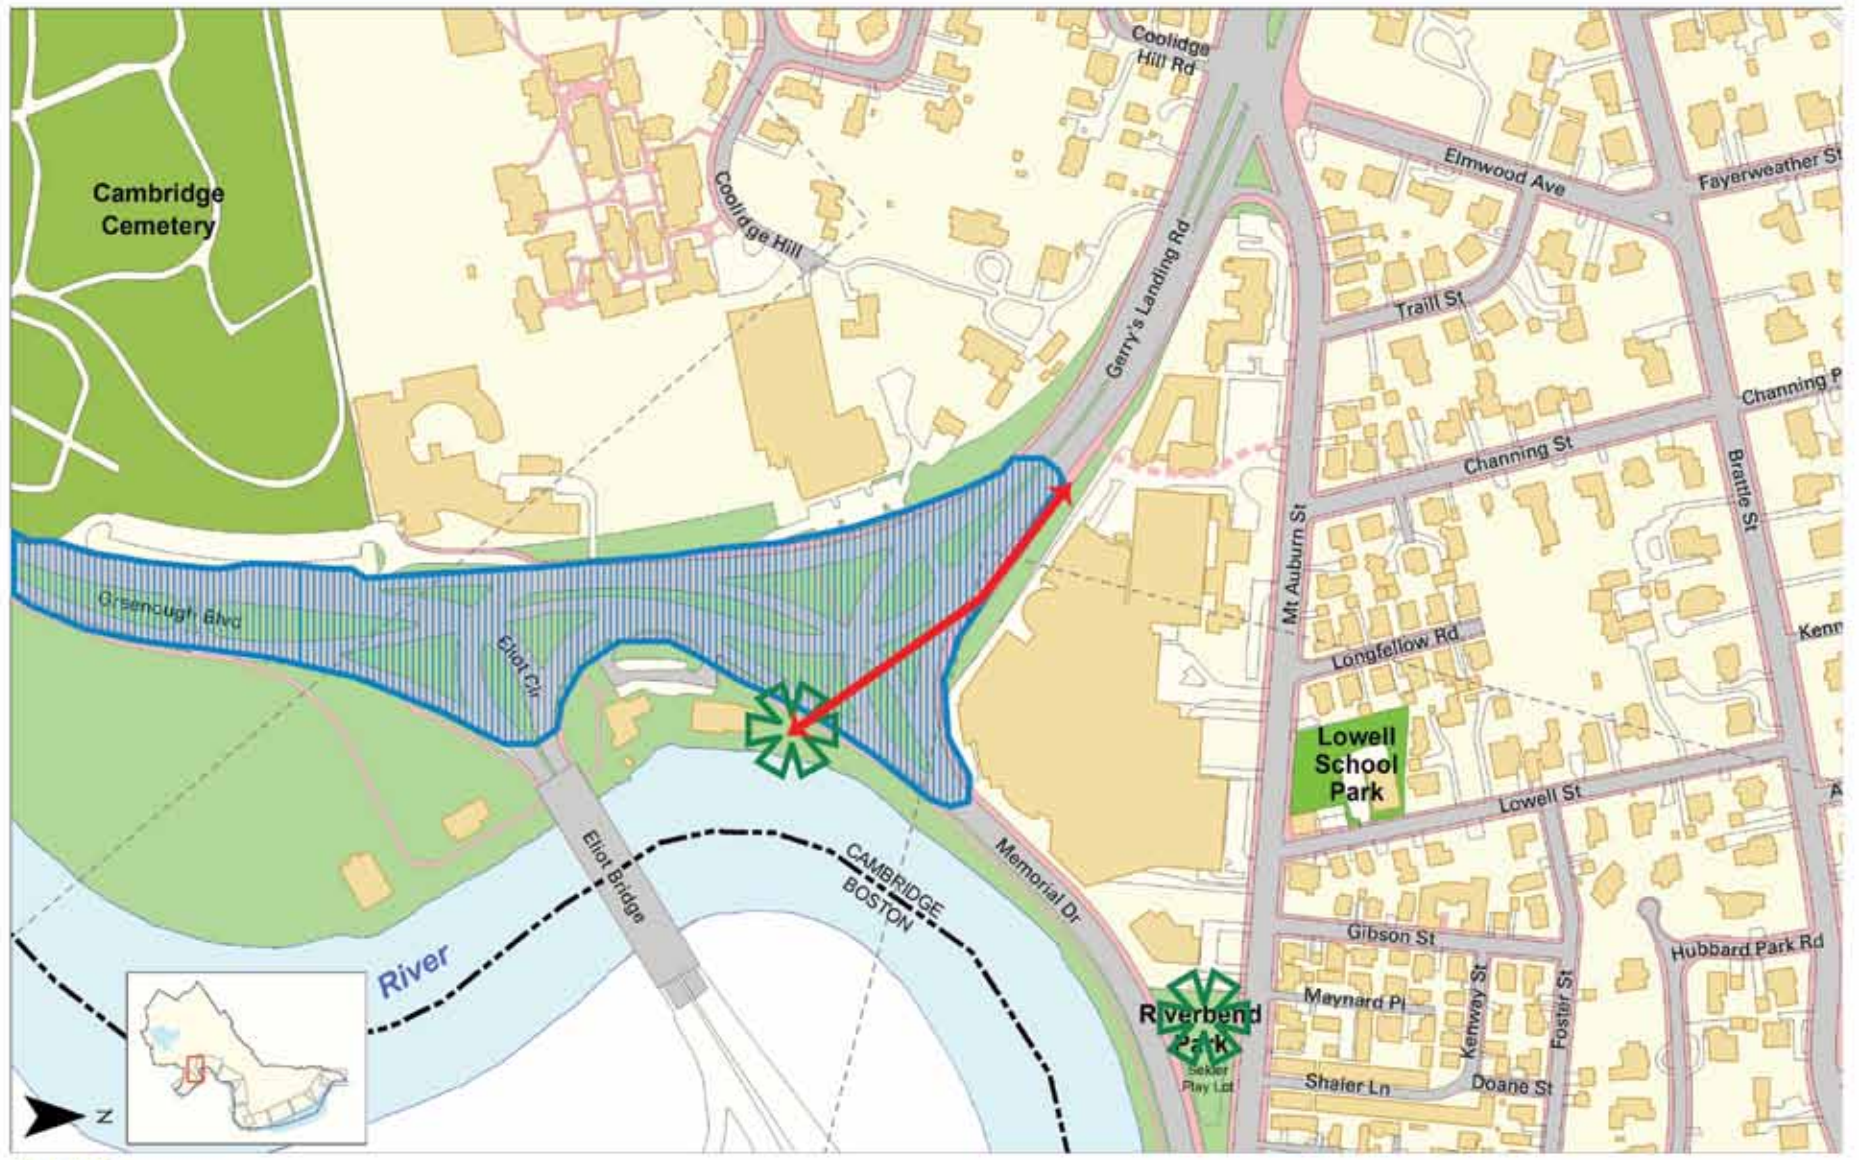 Coolidge
Hill Rd
Cambridge
Cemetery
Elmwood Ave
Fayerweather St
Coolidge Hill
Gerry's Landing Rd
Traill St
Channing P
Channing St
Brattle St
Mt Auburn St
Greenough Blvd
Eliot Cir
Longfellow Rd
Kenn
Lowell
School
Park
Lowell St
A
Eliot Bridge
CAMBRIDGE
BOSTON
Memorial Dr
River
Gibson St
Hubbard Park Rd
Riverbend
Park
Maynard Pl
Kenway St
Foster St
Sekler
Play Lot
Shaler Ln
Doane St
N